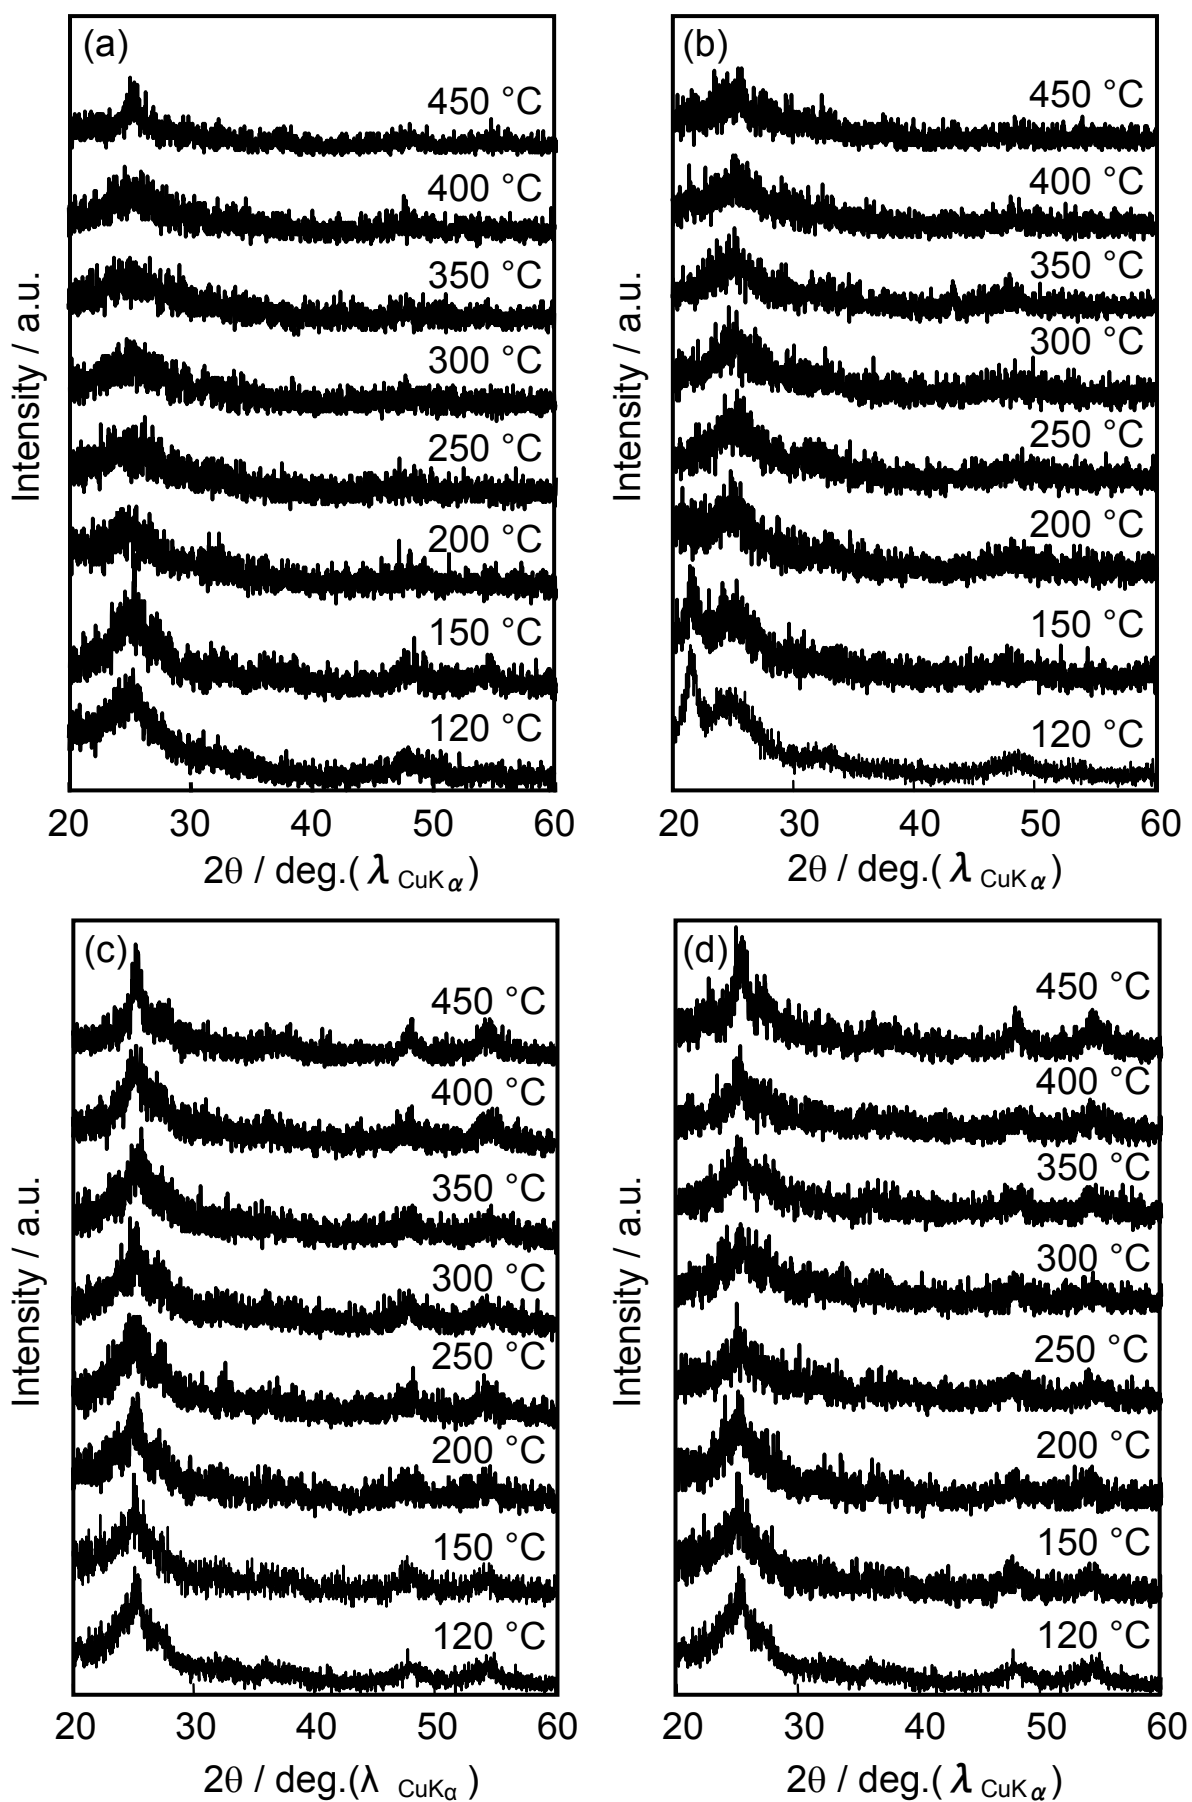 (a)
450 °C
400 °C
350 °C
300 °C
250 °C
200 °C
150 °C
120 °C
Intensity / a.u.
20 30 40 50 60
2θ / deg.(λ CuKα)
(b)
450 °C
400 °C
350 °C
300 °C
250 °C
200 °C
150 °C
120 °C
Intensity / a.u.
20 30 40 50 60
2θ / deg.(λ CuKα)
(c)
450 °C
400 °C
350 °C
300 °C
250 °C
200 °C
150 °C
120 °C
Intensity / a.u.
20 30 40 50 60
2θ / deg.(λ CuKα)
(d)
450 °C
400 °C
350 °C
300 °C
250 °C
200 °C
150 °C
120 °C
Intensity / a.u.
20 30 40 50 60
2θ / deg.(λ CuKα)